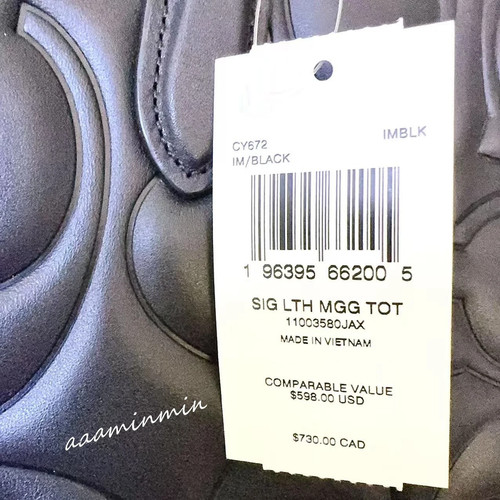 CY672
IM/BLACK
IMBLK
1 96395 66200 5
SIG LTH MGG TOT
11003580JAX
MADE IN VIETNAM
COMPARABLE VALUE
$598.00 USD
$730.00 CAD
aaaminmin